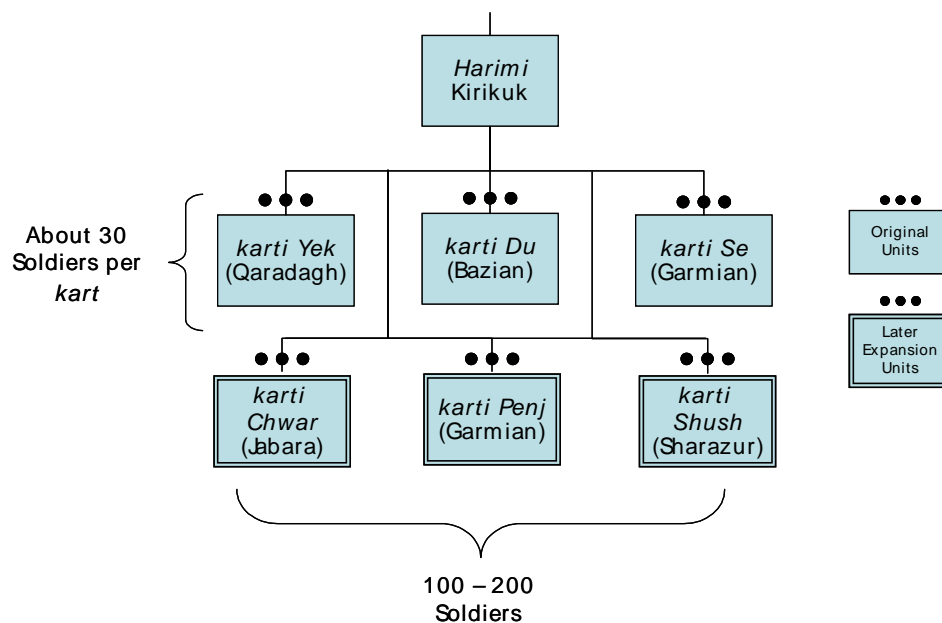 Harimi
Kirikuk
About 30
Soldiers per
kart
karti Yek
(Qaradagh)
karti Du
(Bazian)
karti Se
(Garmian)
Original
Units
karti
Chwar
(Jabara)
karti Penj
(Garmian)
karti
Shush
(Sharazur)
Later
Expansion
Units
100 – 200
Soldiers